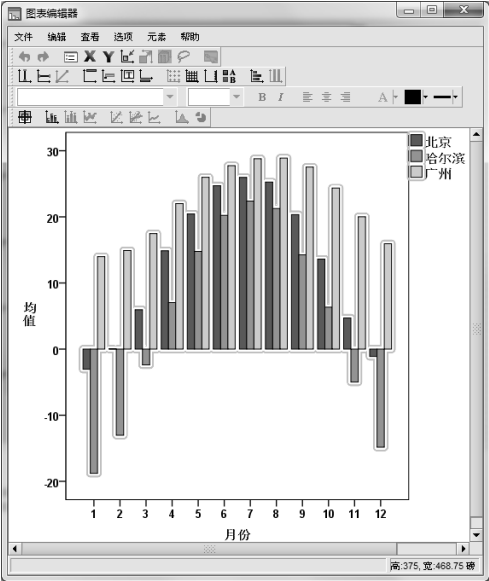 图表编辑器
文件 编辑 查看 选项 元素 帮助
X Y
A
B
B I A
北京
哈尔滨
广州
30
20
10
0
-10
-20
均值
1 2 3 4 5 6 7 8 9 10 11 12
月份
高:375, 宽:468.75 磅